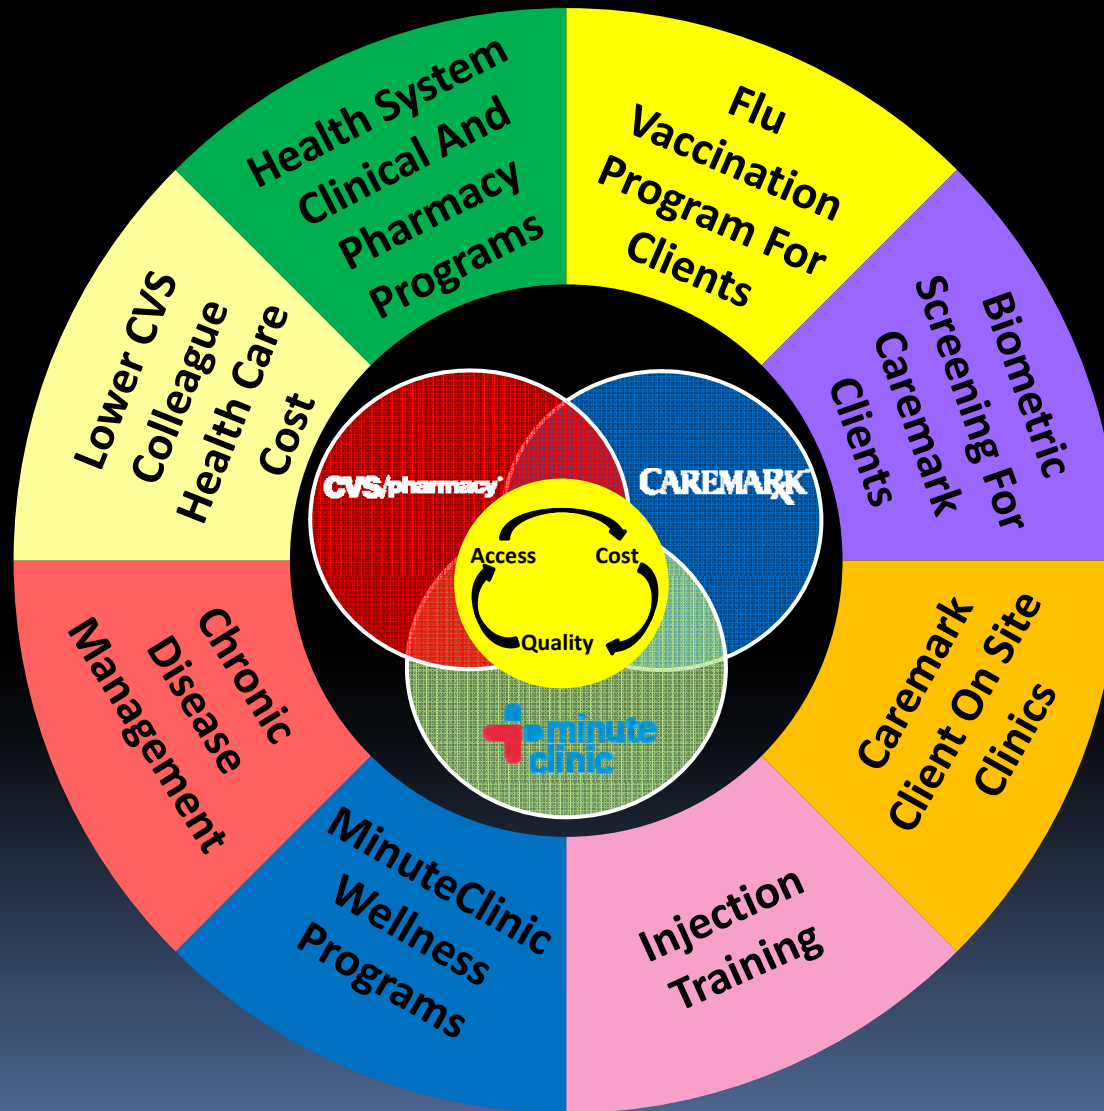 Health System
Clinical And
Pharmacy
Programs
Flu
Vaccination
Program For
Clients
Biometric
Screening For
Caremark
Clients
Caremark
Client On Site
Clinics
Injection
Training
MinuteClinic
Wellness
Programs
Chronic
Disease
Management
Lower CVS
Colleague
Health Care
Cost
CVS/pharmacy
CAREMARK
Access
Cost
Quality
minute
clinic